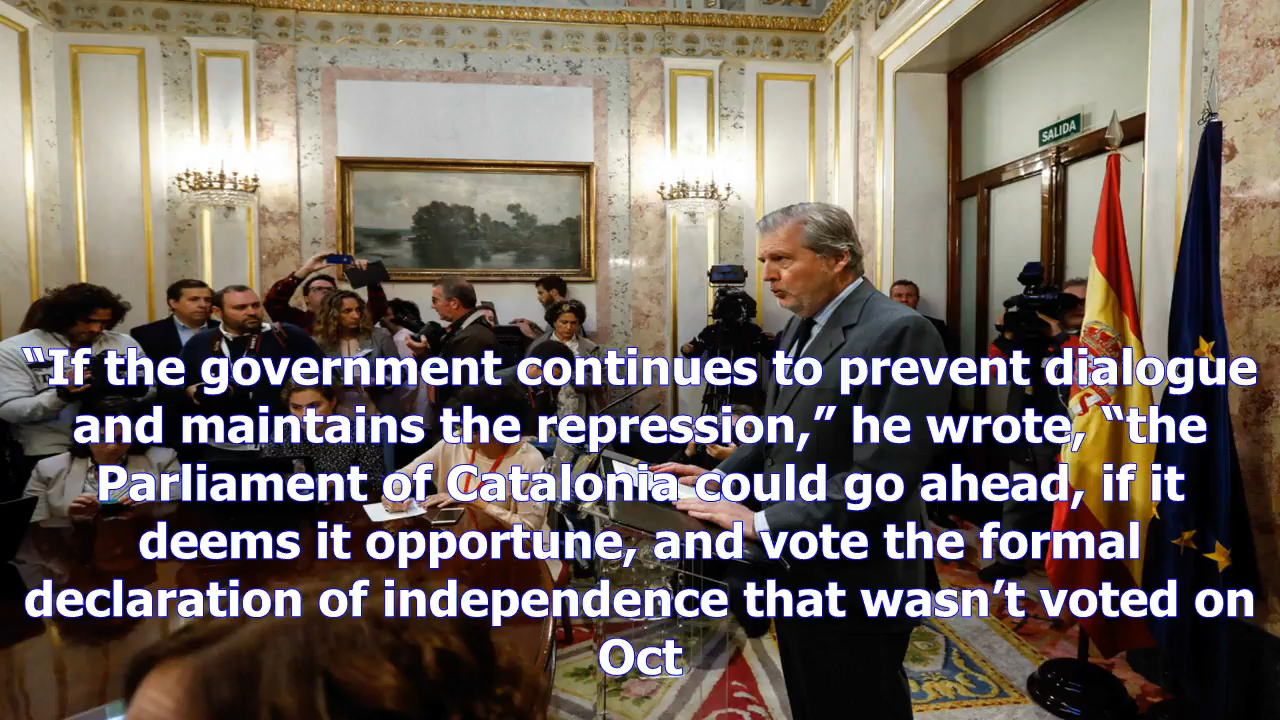 SALIDA
“If the government continues to prevent dialogue
and maintains the repression,” he wrote, “the
Parliament of Catalonia could go ahead, if it
deems it opportune, and vote the formal
declaration of independence that wasn’t voted on
Oct